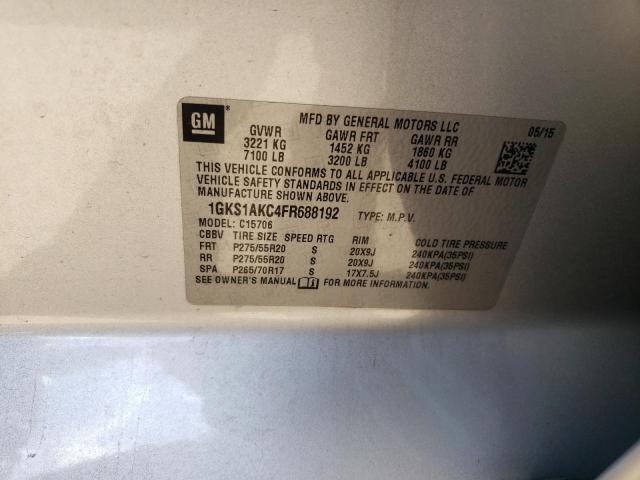 GM
MFD BY GENERAL MOTORS LLC 05/15
GVWR GAWR FRT GAWR RR
3221 KG 1452 KG 1860 KG
7100 LB 3200 LB 4100 LB
THIS VEHICLE CONFORMS TO ALL APPLICABLE U.S. FEDERAL MOTOR
VEHICLE SAFETY STANDARDS IN EFFECT ON THE DATE OF
MANUFACTURE SHOWN ABOVE.
1GKS1AKC4FR688192 TYPE: M.P.V.
MODEL: C15706
CBBV TIRE SIZE SPEED RTG RIM COLD TIRE PRESSURE
FRT P275/55R20 S 20X9J 240KPA(35PSI)
RR P275/55R20 S 20X9J 240KPA(35PSI)
SPA P265/70R17 S 17X7.5J 240KPA(35PSI)
SEE OWNER'S MANUAL FOR MORE INFORMATION.